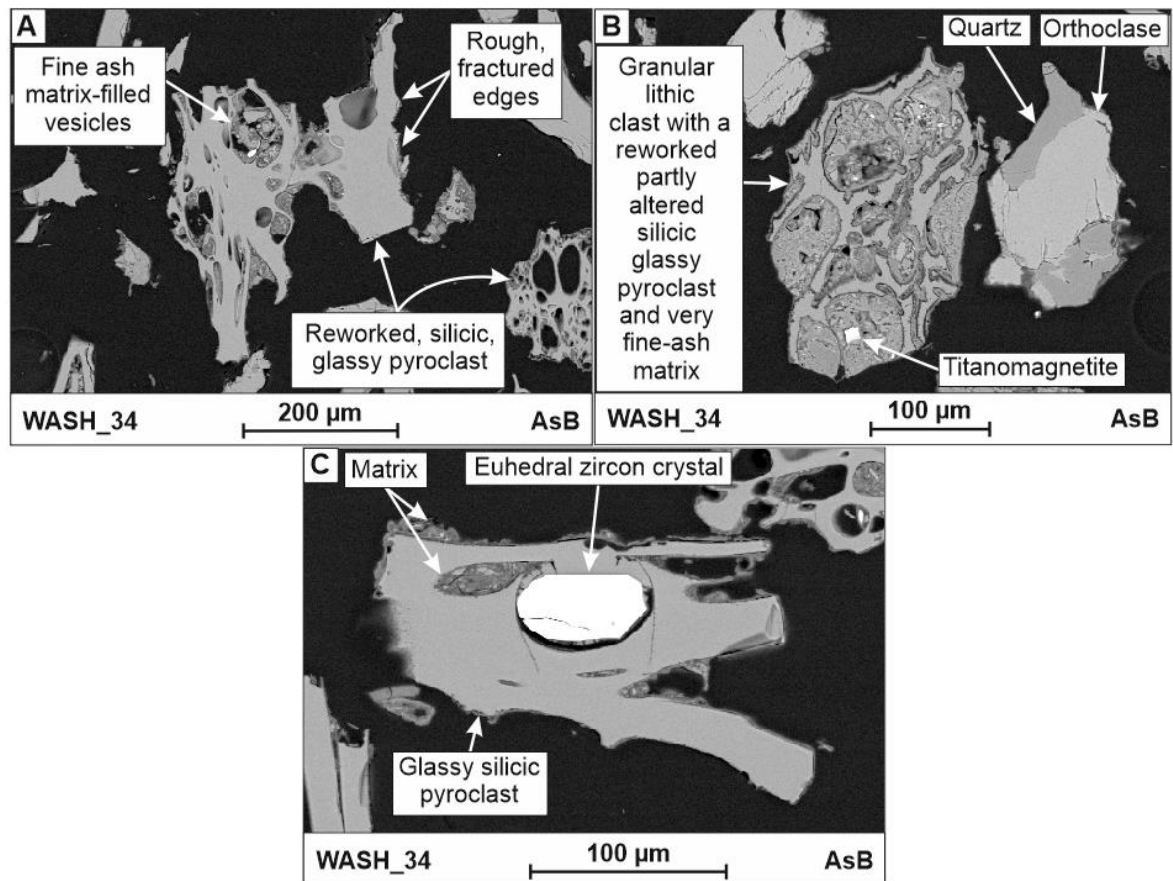 A
Fine ash
matrix-filled
vesicles
Rough,
fractured
edges
Reworked, silicic,
glassy pyroclast
WASH_34
200 µm
AsB
B
Granular
lithic
clast with a
reworked
partly
altered
silicic
glassy
pyroclast
and very
fine-ash
matrix
Quartz
Orthoclase
Titanomagnetite
WASH_34
100 µm
AsB
C
Matrix
Euhedral zircon crystal
Glassy silicic
pyroclast
WASH_34
100 µm
AsB